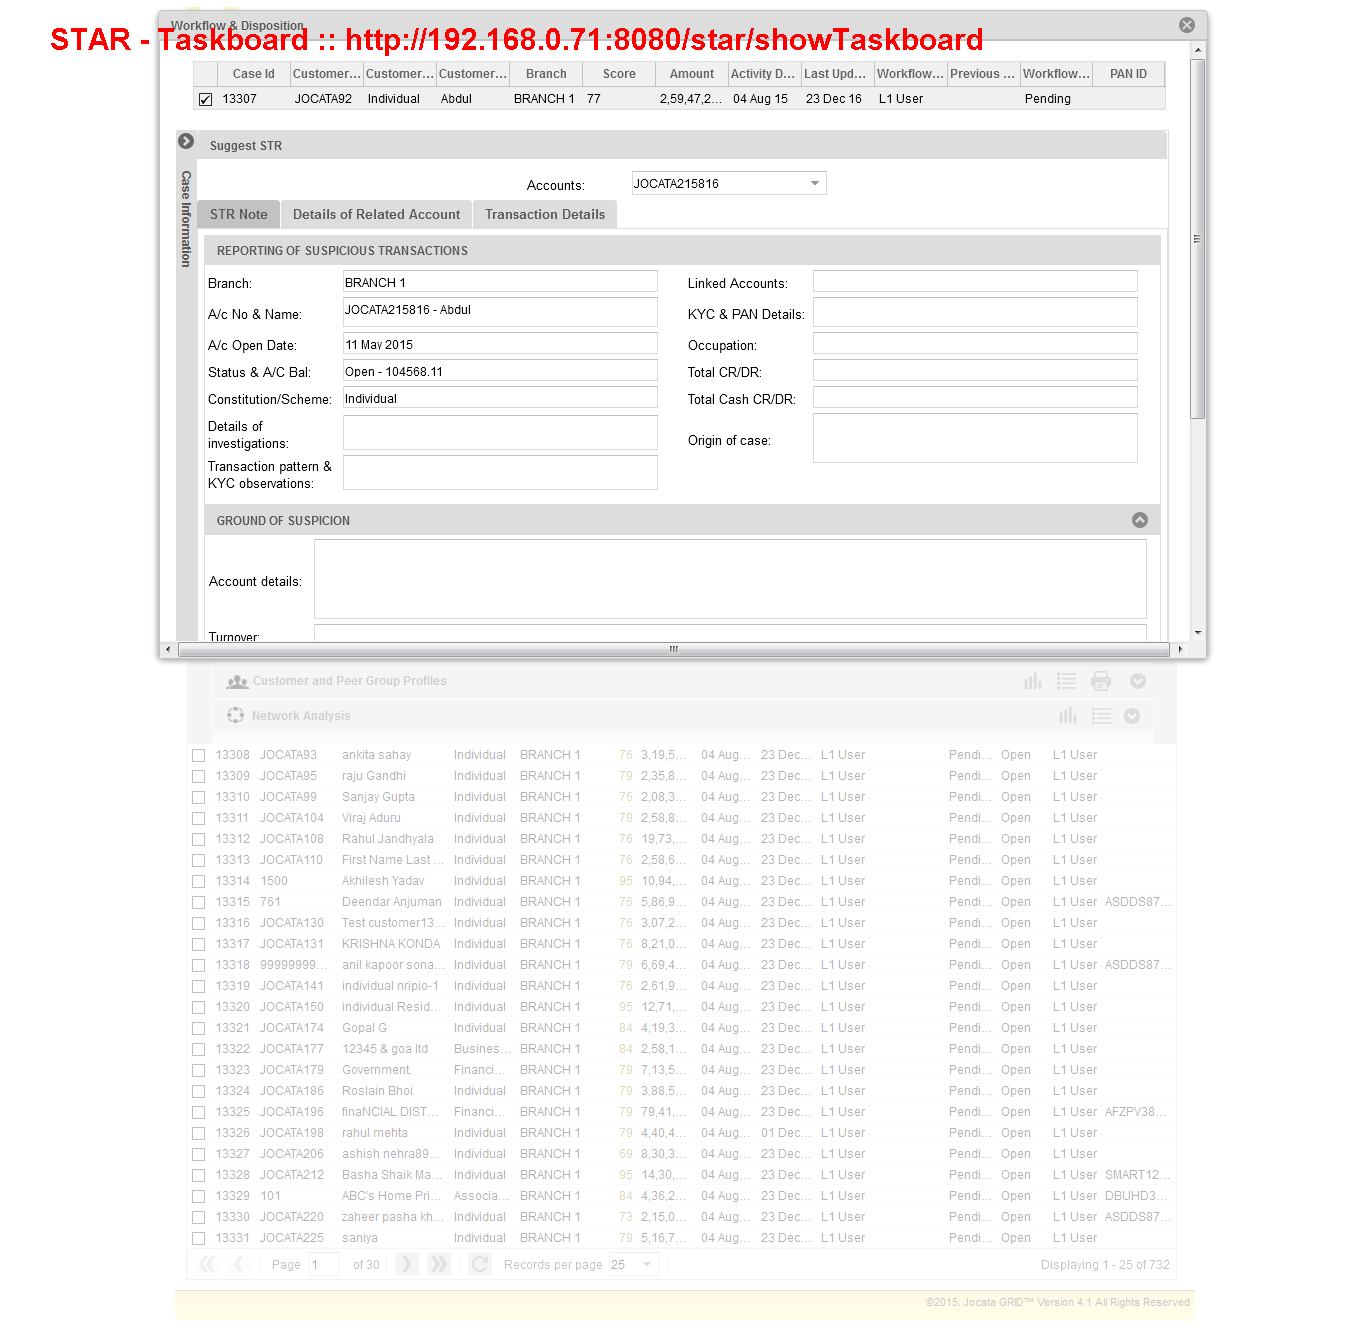 Workflow & Disposition
STAR - Taskboard :: http://192.168.0.71:8080/star/showTaskboard
Case Id Customer... Customer... Customer... Branch Score Amount Activity D... Last Upd... Workflow... Previous ... Workflow... PAN ID
13307 JOCATA92 Individual Abdul BRANCH 1 77 2,59,47,2... 04 Aug 15 23 Dec 16 L1 User Pending
Case Information
Suggest STR
Accounts: JOCATA215816
STR Note Details of Related Account Transaction Details
REPORTING OF SUSPICIOUS TRANSACTIONS
Branch: BRANCH 1 Linked Accounts:
A/c No & Name: JOCATA215816 - Abdul KYC & PAN Details:
A/c Open Date: 11 May 2015 Occupation:
Status & A/C Bal: Open - 104568.11 Total CR/DR:
Constitution/Scheme: Individual Total Cash CR/DR:
Details of
investigations: Origin of case:
Transaction pattern &
KYC observations:
GROUND OF SUSPICION
Account details:
Turnover:
Customer and Peer Group Profiles
Network Analysis
13308 JOCATA93 ankita sahay Individual BRANCH 1 76 3,19,5... 04 Aug... 23 Dec... L1 User Pendi... Open L1 User
13309 JOCATA95 raju Gandhi Individual BRANCH 1 79 2,35,8... 04 Aug... 23 Dec... L1 User Pendi... Open L1 User
13310 JOCATA99 Sanjay Gupta Individual BRANCH 1 76 2,08,3... 04 Aug... 23 Dec... L1 User Pendi... Open L1 User
13311 JOCATA104 Viraj Aduru Individual BRANCH 1 79 2,58,8... 04 Aug... 23 Dec... L1 User Pendi... Open L1 User
13312 JOCATA108 Rahul Jandhyala Individual BRANCH 1 76 19,73,... 04 Aug... 23 Dec... L1 User Pendi... Open L1 User
13313 JOCATA110 First Name Last ... Individual BRANCH 1 76 2,58,6... 04 Aug... 23 Dec... L1 User Pendi... Open L1 User
13314 1500 Akhilesh Yadav Individual BRANCH 1 95 10,94,... 04 Aug... 23 Dec... L1 User Pendi... Open L1 User
13315 761 Deendar Anjuman Individual BRANCH 1 76 5,86,9... 04 Aug... 23 Dec... L1 User Pendi... Open L1 User ASDDS87...
13316 JOCATA130 Test customer13... Individual BRANCH 1 76 3,07,2... 04 Aug... 23 Dec... L1 User Pendi... Open L1 User
13317 JOCATA131 KRISHNA KONDA Individual BRANCH 1 76 8,21,0... 04 Aug... 23 Dec... L1 User Pendi... Open L1 User
13318 99999999... anil kapoor sona... Individual BRANCH 1 79 6,69,4... 04 Aug... 23 Dec... L1 User Pendi... Open L1 User ASDDS87...
13319 JOCATA141 individual nripio-1 Individual BRANCH 1 76 2,61,9... 04 Aug... 23 Dec... L1 User Pendi... Open L1 User
13320 JOCATA150 individual Resid... Individual BRANCH 1 95 12,71,... 04 Aug... 23 Dec... L1 User Pendi... Open L1 User
13321 JOCATA174 Gopal G Individual BRANCH 1 84 4,19,3... 04 Aug... 23 Dec... L1 User Pendi... Open L1 User
13322 JOCATA177 12345 & goa ltd Busines... BRANCH 1 84 2,58,1... 04 Aug... 23 Dec... L1 User Pendi... Open L1 User
13323 JOCATA179 Government. Financi... BRANCH 1 79 7,13,5... 04 Aug... 23 Dec... L1 User Pendi... Open L1 User
13324 JOCATA186 Roslain Bhoi Individual BRANCH 1 79 3,88,5... 04 Aug... 23 Dec... L1 User Pendi... Open L1 User
13325 JOCATA196 finaNCIAL DIST... Financi... BRANCH 1 79 79,41,... 04 Aug... 23 Dec... L1 User Pendi... Open L1 User AFZPV38...
13326 JOCATA198 rahul mehta Individual BRANCH 1 79 4,40,4... 04 Aug... 01 Dec... L1 User Pendi... Open L1 User
13327 JOCATA206 ashish nehra89... Individual BRANCH 1 69 8,30,3... 04 Aug... 23 Dec... L1 User Pendi... Open L1 User
13328 JOCATA212 Basha Shaik Ma... Individual BRANCH 1 95 14,30,... 04 Aug... 23 Dec... L1 User Pendi... Open L1 User SMART12...
13329 101 ABC's Home Pri... Associa... BRANCH 1 84 4,36,2... 04 Aug... 23 Dec... L1 User Pendi... Open L1 User DBUHD3...
13330 JOCATA220 zaheer pasha kh... Individual BRANCH 1 73 2,15,0... 04 Aug... 23 Dec... L1 User Pendi... Open L1 User ASDDS87...
13331 JOCATA225 saniya Individual BRANCH 1 79 5,16,7... 04 Aug... 23 Dec... L1 User Pendi... Open L1 User
Page 1 of 30 Records per page 25 Displaying 1 - 25 of 732
©2015. Jocata GRID™ Version 4.1 All Rights Reserved